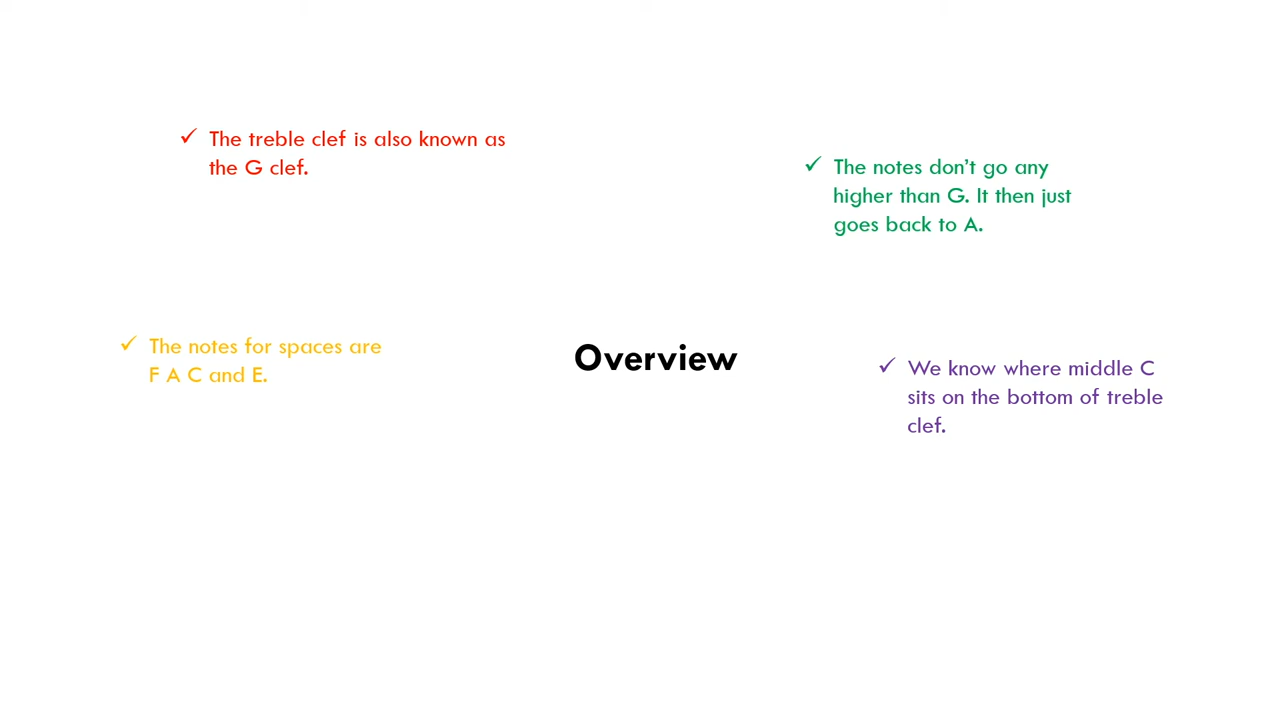 The treble clef is also known as
the G clef.
The notes don't go any
higher than G. It then just
goes back to A.
The notes for spaces are
F A C and E.
Overview
We know where middle C
sits on the bottom of treble
clef.